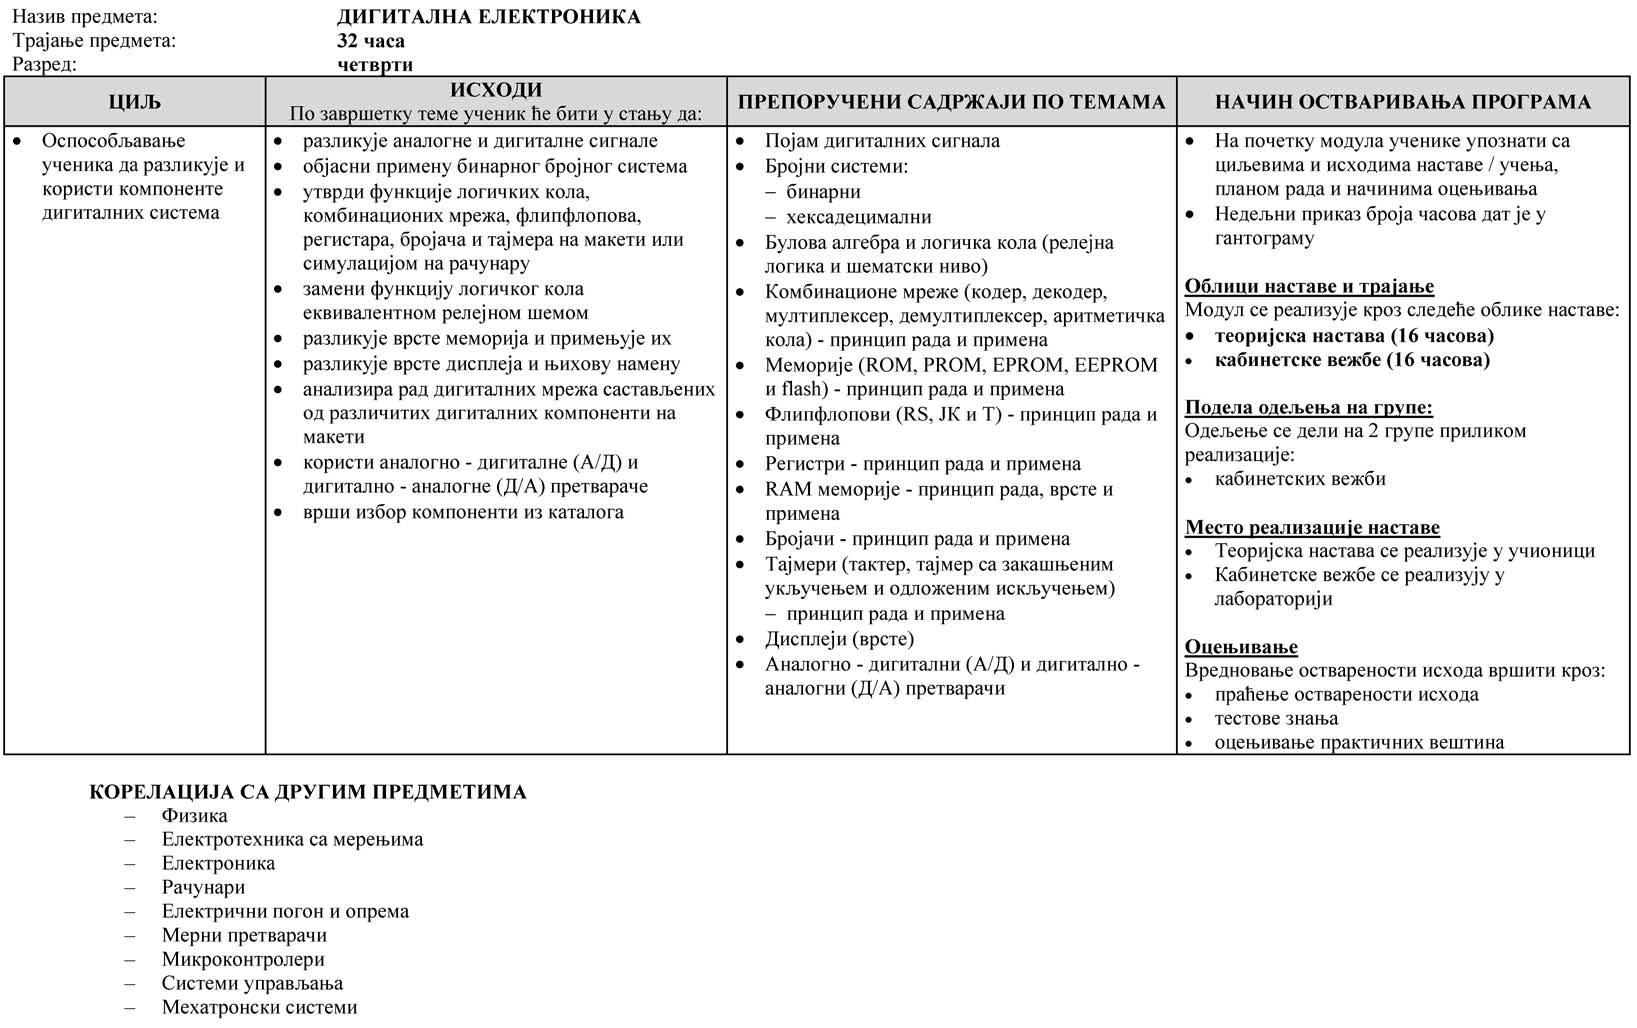 Назив предмета: ДИГИТАЛНА ЕЛЕКТРОНИКА
Трајање предмета: 32 часа
Разред: четврти
ЦИЉ
ИСХОДИ
По завршетку теме ученик ће бити у стању да:
ПРЕПОРУЧЕНИ САДРЖАЈИ ПО ТЕМАМА
НАЧИН ОСТВАРИВАЊА ПРОГРАМА
• Оспособљавање
ученика да разликује и
користи компоненте
дигиталних система
• разликује аналогне и дигиталне сигнале
• објасни примену бинарног бројног система
• утврди функције логичких кола,
комбинационих мрежа, флипфлопова,
регистара, бројача и тајмера на макети или
симулацијом на рачунару
• замени функцију логичког кола
еквивалентном релејном шемом
• разликује врсте меморија и примењује их
• разликује врсте дисплеја и њихову намену
• анализира рад дигиталних мрежа састављених
од различитих дигиталних компоненти на
макети
• користи аналогно - дигиталне (А/Д) и
дигитално - аналогне (Д/А) претвараче
• врши избор компоненти из каталога
• Појам дигиталних сигнала
• Бројни системи:
– бинарни
– хексадецимални
• Булова алгебра и логичка кола (релејна
логика и шематски ниво)
• Комбинационе мреже (кодер, декодер,
мултиплексер, демултиплексер, аритметичка
кола) - принцип рада и примена
• Меморије (ROM, PROM, EPROM, EEPROM
и flash) - принцип рада и примена
• Флипфлопови (RS, ЈК и Т) - принцип рада и
примена
• Регистри - принцип рада и примена
• RAM меморије - принцип рада, врсте и
примена
• Бројачи - принцип рада и примена
• Тајмери (тактер, тајмер са закашњеним
укључењем и одложеним искључењем)
– принцип рада и примена
• Дисплеји (врсте)
• Аналогно - дигитални (А/Д) и дигитално -
аналогни (Д/А) претварачи
• На почетку модула ученике упознати са
циљевима и исходима наставе / учења,
планом рада и начинима оцењивања
• Недељни приказ броја часова дат је у
гантограму
Облици наставе и трајање
Модул се реализује кроз следеће облике наставе:
• теоријска настава (16 часова)
• кабинетске вежбе (16 часова)
Подела одељења на групе:
Одељење се дели на 2 групе приликом
реализације:
• кабинетских вежби
Место реализације наставе
• Теоријска настава се реализује у учионици
• Кабинетске вежбе се реализују у
лабораторији
Оцењивање
Вредновање остварености исхода вршити кроз:
• праћење остварености исхода
• тестове знања
• оцењивање практичних вештина
КОРЕЛАЦИЈА СА ДРУГИМ ПРЕДМЕТИМА
– Физика
– Електротехника са мерењима
– Електроника
– Рачунари
– Електрични погон и опрема
– Мерни претварачи
– Микроконтролери
– Системи управљања
– Мехатронски системи